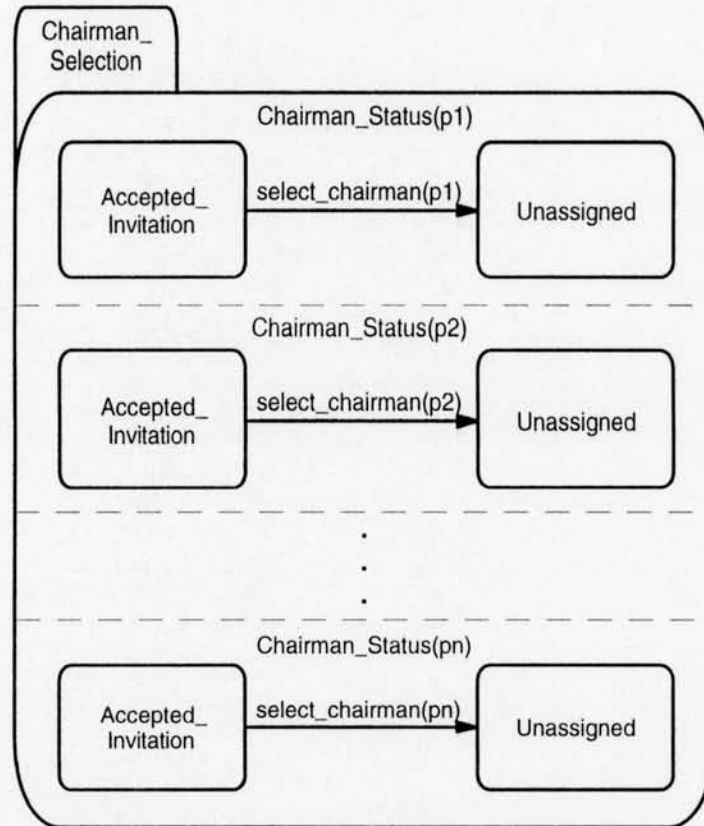 Chairman_
Selection
Chairman_Status(p1)
Accepted_
Invitation
select_chairman(p1)
Unassigned
Chairman_Status(p2)
Accepted_
Invitation
select_chairman(p2)
Unassigned
Chairman_Status(pn)
Accepted_
Invitation
select_chairman(pn)
Unassigned